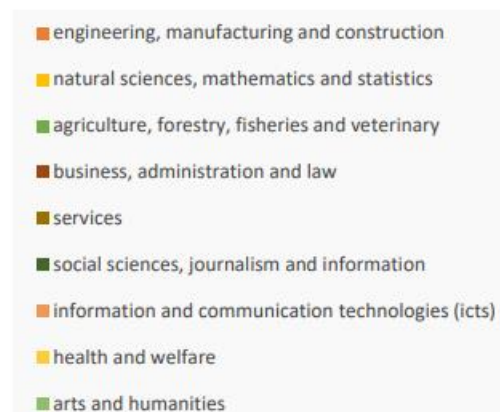 engineering, manufacturing and construction
natural sciences, mathematics and statistics
agriculture, forestry, fisheries and veterinary
business, administration and law
services
social sciences, journalism and information
information and communication technologies (icts)
health and welfare
arts and humanities